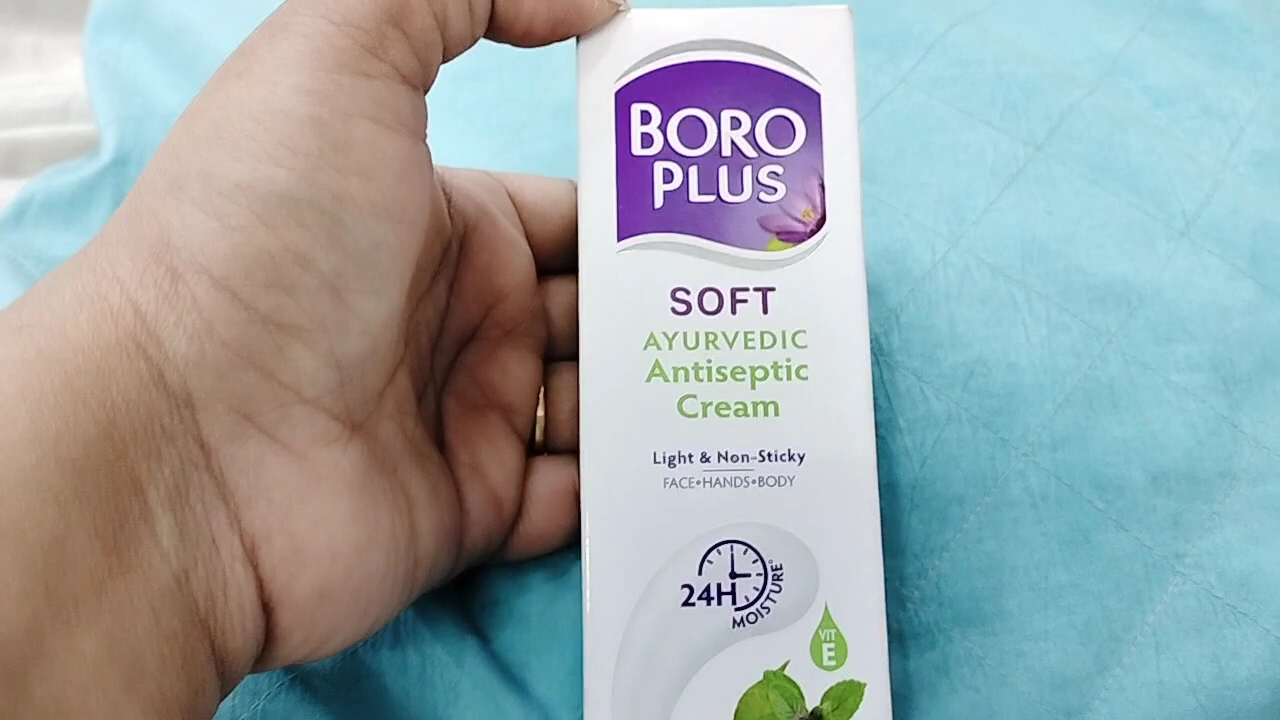 BORO
PLUS
SOFT
AYURVEDIC
Antiseptic
Cream
Light & Non-Sticky
FACE•HANDS•BODY
24H
MOISTURE°
VIT
E